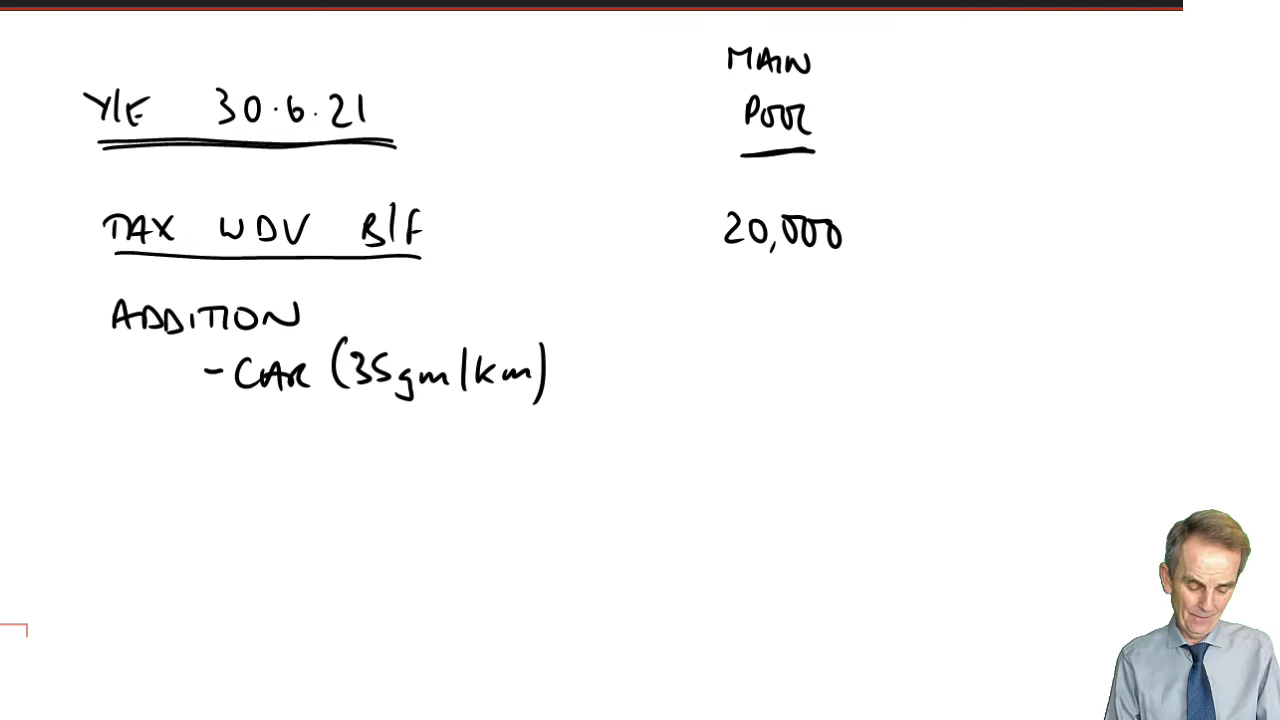 MAIN
Y/E 30.6.21 POOL
TAX WDV B/F 20,000
ADDITION
- CAR (35gm/km)